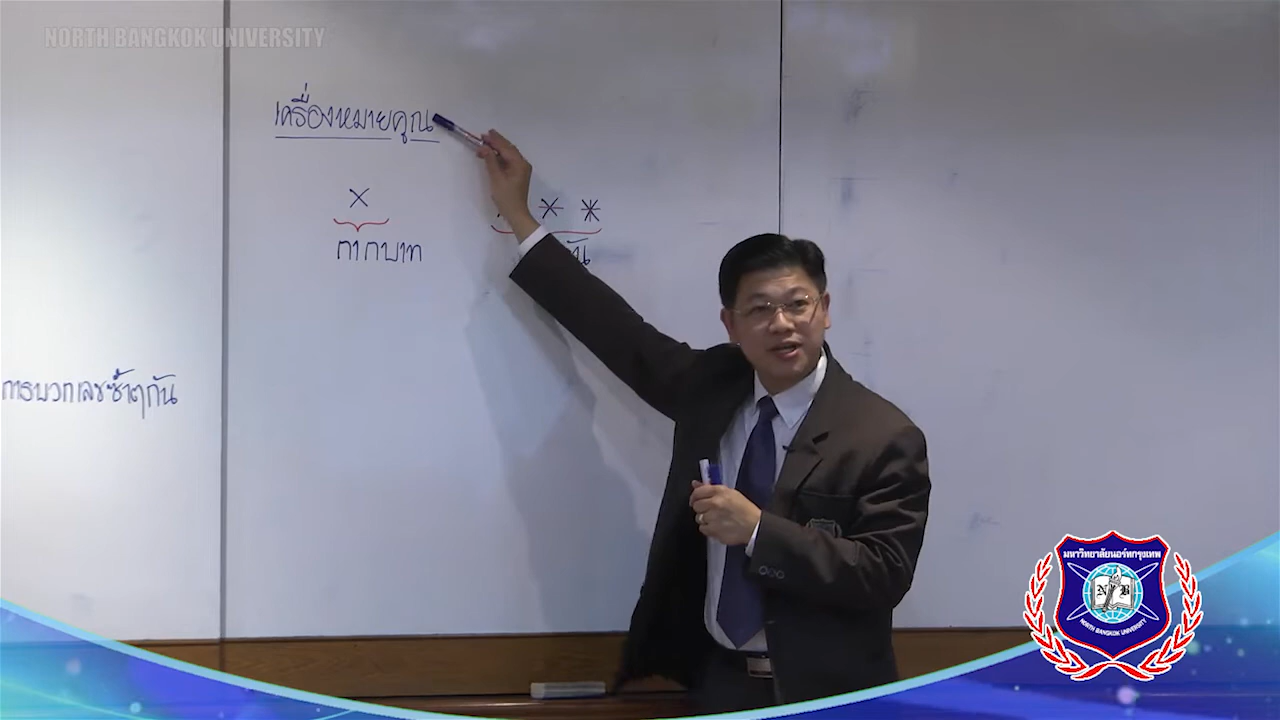 NORTH BANGKOK UNIVERSITY
เครื่องหมายคูณ
×
กากบาท
การบวกเลขซ้ำๆกัน
มหาวิทยาลัยนอร์ทกรุงเทพ
N B
NORTH BANGKOK UNIVERSITY